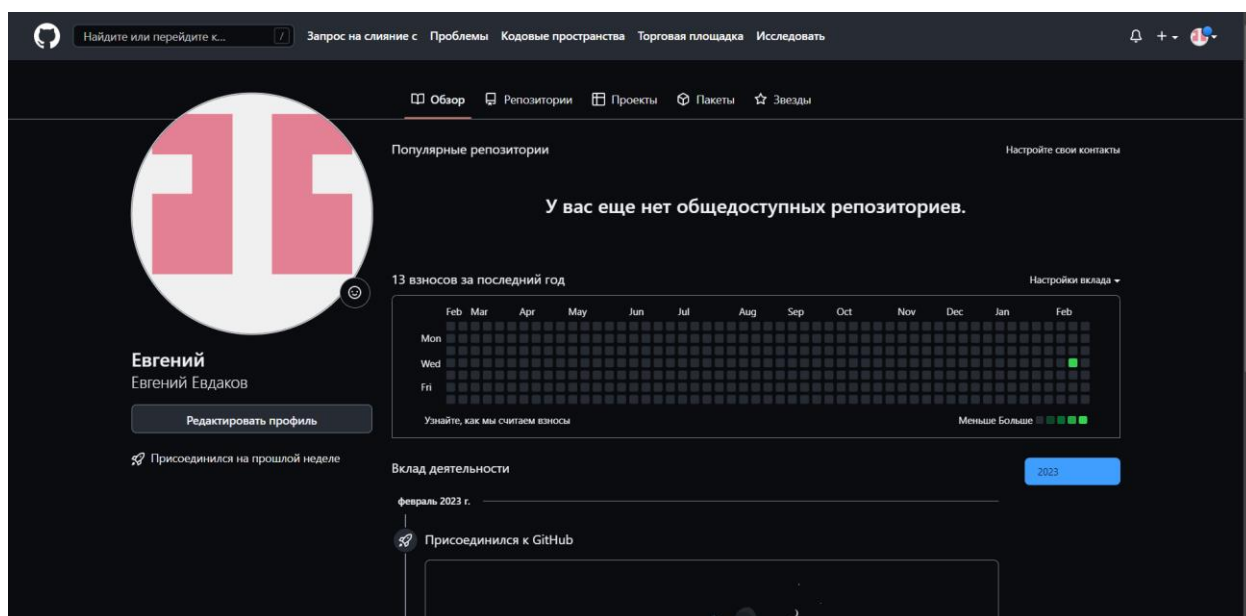 Найдите или перейдите к... / Запрос на слияние с Проблемы Кодовые пространства Торговая площадка Исследовать
Обзор Репозитории Проекты Пакеты Звезды
Популярные репозитории Настройте свои контакты
У вас еще нет общедоступных репозиториев.
13 взносов за последний год Настройки вклада
Feb Mar Apr May Jun Jul Aug Sep Oct Nov Dec Jan Feb
Mon
Wed
Fri
Узнайте, как мы считаем взносы Меньше Больше
Евгений
Евгений Евдаков
Редактировать профиль
Присоединился на прошлой неделе
Вклад деятельности 2023
февраль 2023 г.
Присоединился к GitHub